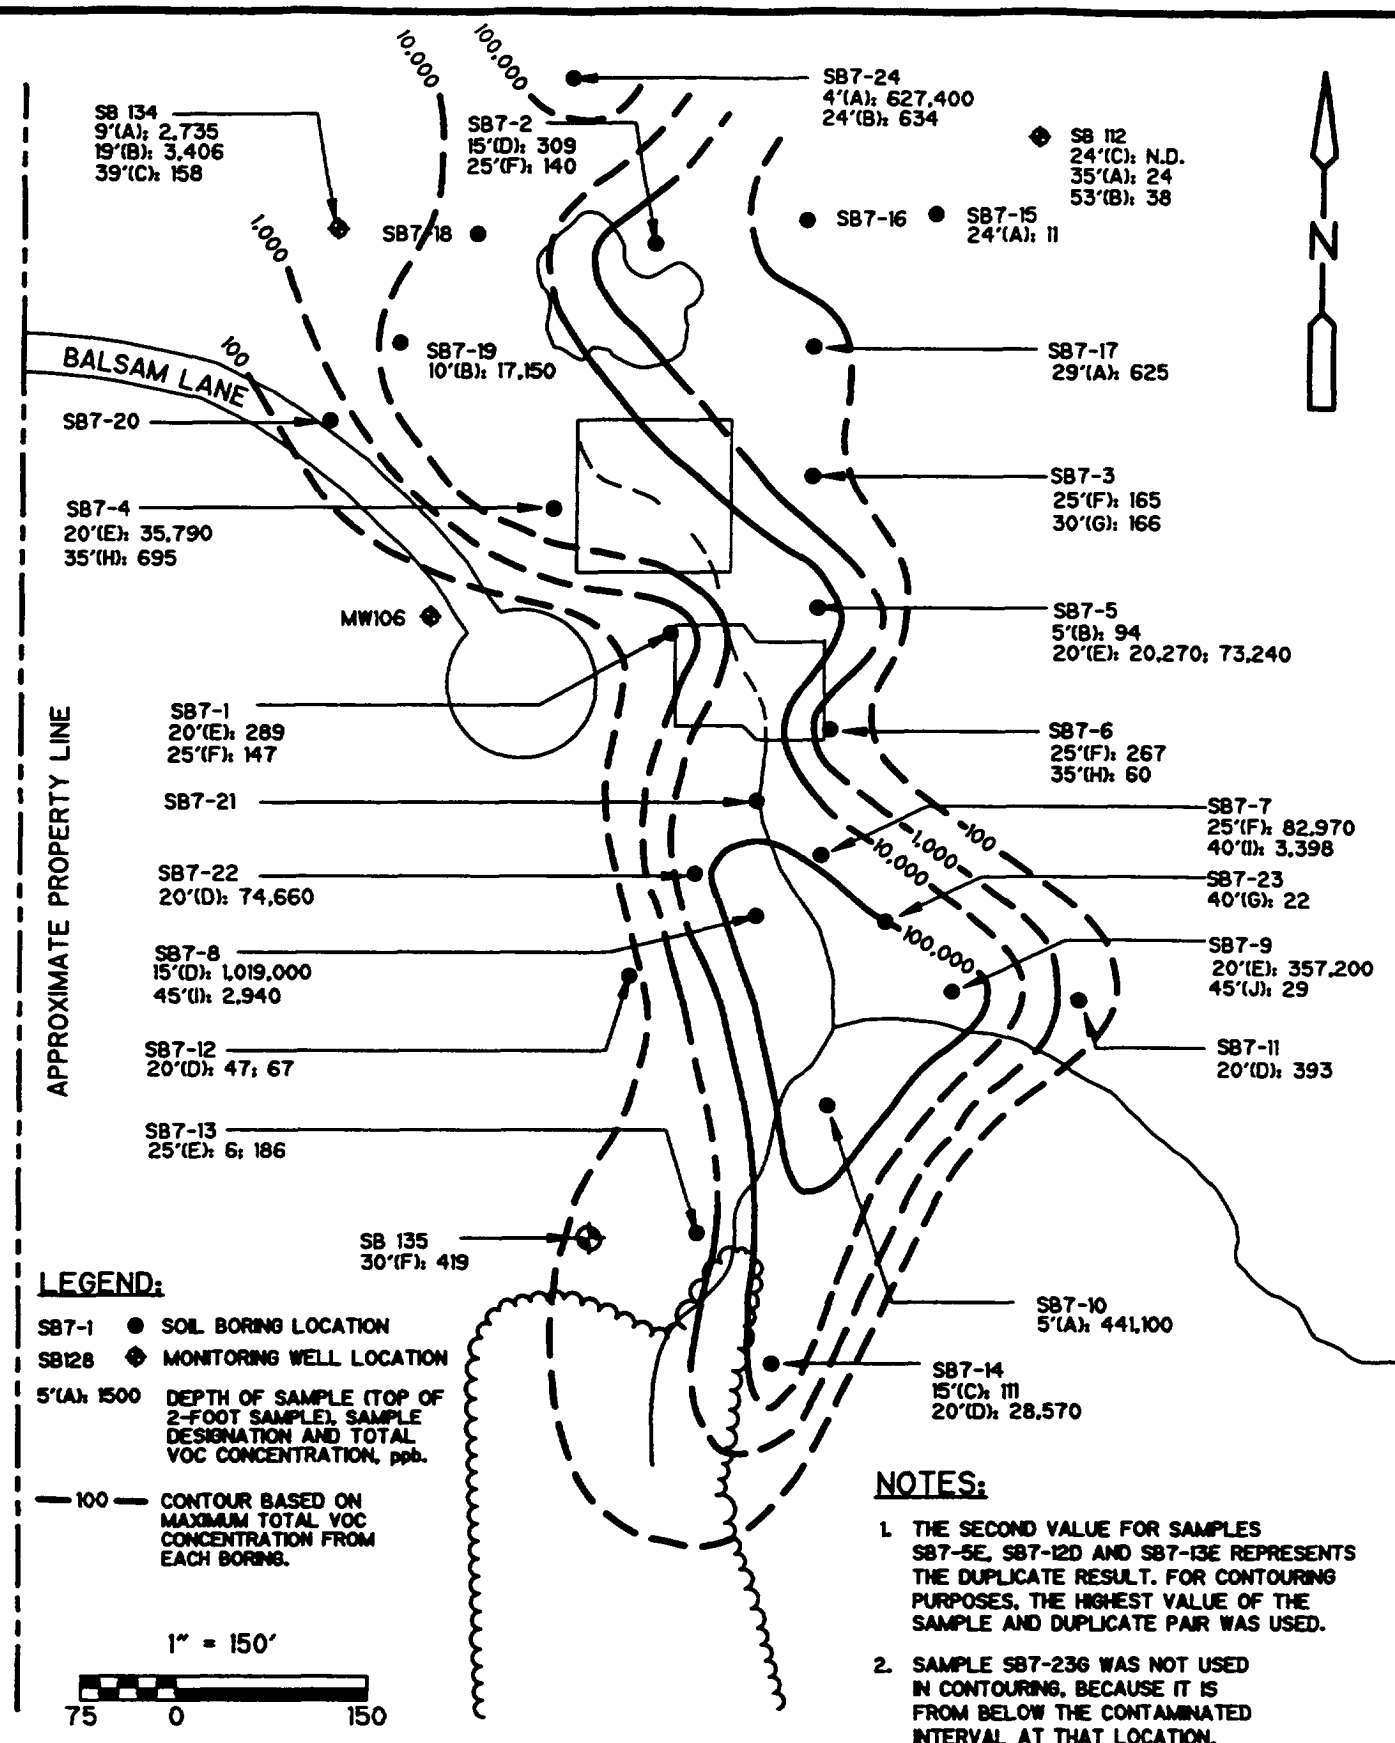 10,000
100,000
SB7-24
4'(A): 627,400
24'(B): 634
SB 134
9'(A): 2,735
19'(B): 3,406
39'(C): 158
SB7-2
15'(D): 309
25'(F): 140
SB 112
24'(C): N.D.
35'(A): 24
53'(B): 38
1,000
SB7-18
SB7-16
SB7-15
24'(A): 11
N
100
BALSAM LANE
SB7-19
10'(B): 17,150
SB7-17
29'(A): 625
SB7-20
SB7-3
25'(F): 165
30'(G): 166
SB7-4
20'(E): 35,790
35'(H): 695
MW106
SB7-5
5'(B): 94
20'(E): 20,270; 73,240
APPROXIMATE PROPERTY LINE
SB7-1
20'(E): 289
25'(F): 147
SB7-6
25'(F): 267
35'(H): 60
SB7-21
SB7-7
25'(F): 82,970
40'(I): 3,398
100
1,000
10,000
SB7-22
20'(D): 74,660
SB7-23
40'(G): 22
100,000
SB7-8
15'(D): 1,019,000
45'(I): 2,940
SB7-9
20'(E): 357,200
45'(J): 29
SB7-12
20'(D): 47; 67
SB7-11
20'(D): 393
SB7-13
25'(E): 6; 186
SB 135
30'(F): 419
SB7-10
5'(A): 441,100
SB7-14
15'(C): 111
20'(D): 28,570
LEGEND:
SB7-1 SOIL BORING LOCATION
SB128 MONITORING WELL LOCATION
5'(A): 1500 DEPTH OF SAMPLE (TOP OF
2-FOOT SAMPLE), SAMPLE
DESIGNATION AND TOTAL
VOC CONCENTRATION, ppb.
100 CONTOUR BASED ON
MAXIMUM TOTAL VOC
CONCENTRATION FROM
EACH BORING.
1" = 150'
75 0 150
NOTES:
1. THE SECOND VALUE FOR SAMPLES
SB7-5E, SB7-12D AND SB7-13E REPRESENTS
THE DUPLICATE RESULT. FOR CONTOURING
PURPOSES, THE HIGHEST VALUE OF THE
SAMPLE AND DUPLICATE PAIR WAS USED.
2. SAMPLE SB7-23G WAS NOT USED
IN CONTOURING, BECAUSE IT IS
FROM BELOW THE CONTAMINATED
INTERVAL AT THAT LOCATION.